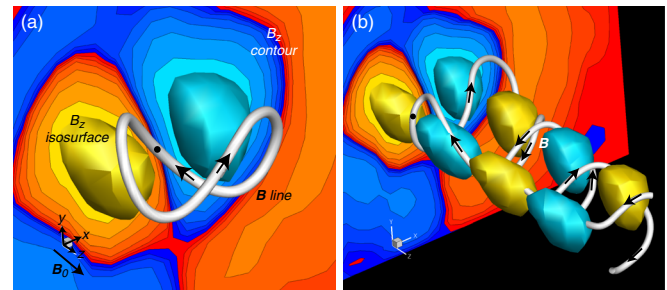 (a)
B_z
contour
B_z
isosurface
B line
y
x
z
B_0
(b)
B
Y
X
Z